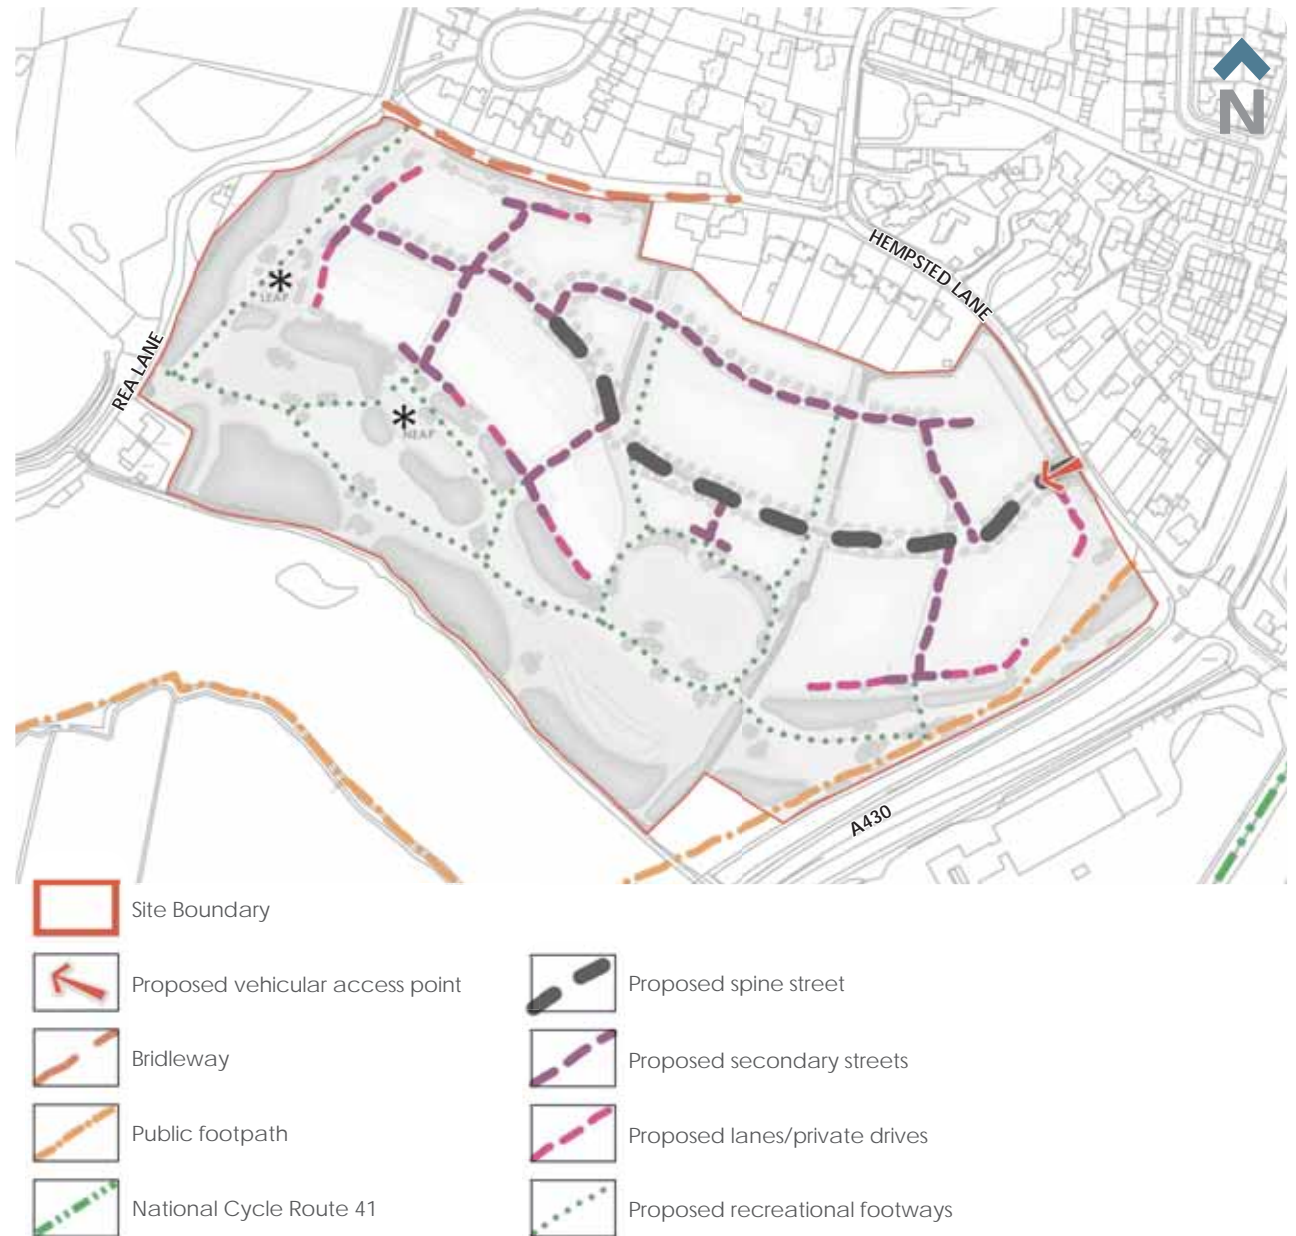 N
HEMPSTED LANE
REA LANE
LEAP
NEAP
A430
Site Boundary
Proposed vehicular access point
Bridleway
Public footpath
National Cycle Route 41
Proposed spine street
Proposed secondary streets
Proposed lanes/private drives
Proposed recreational footways